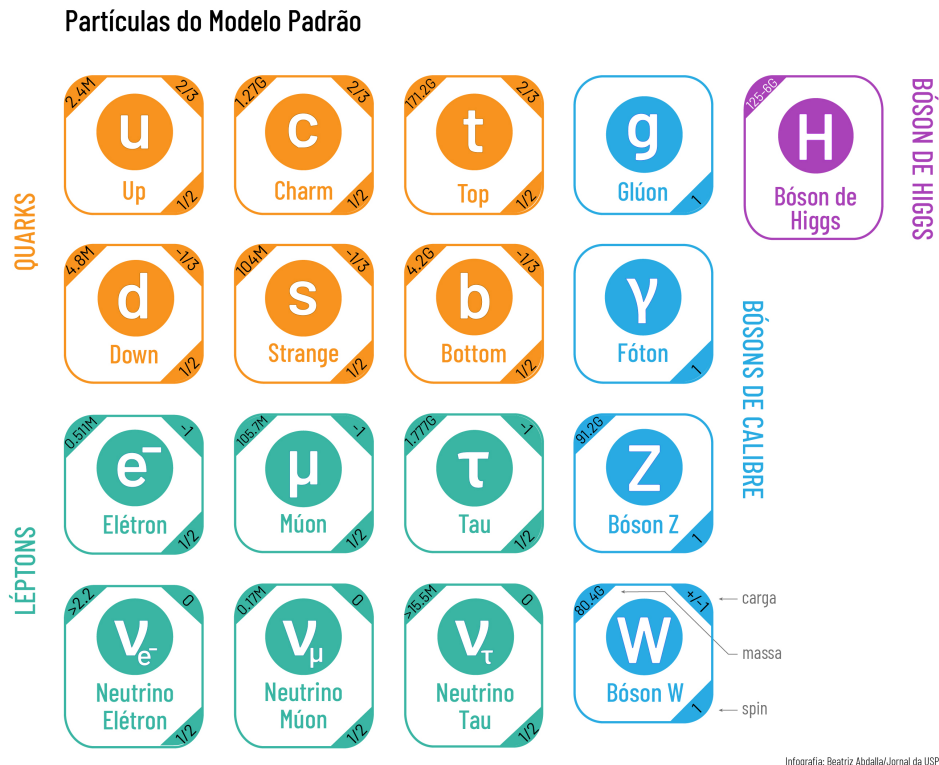 Partículas do Modelo Padrão
QUARKS
2.4M
2/3
u
Up
1/2
1.27G
2/3
c
Charm
1/2
171.2G
2/3
t
Top
1/2
g
Glúon
1
125-6G
H
Bóson de
Higgs
BÓSON DE HIGGS
4.8M
-1/3
d
Down
1/2
104M
-1/3
s
Strange
1/2
4.2G
-1/3
b
Bottom
1/2
γ
Fóton
1
BÓSONS DE CALIBRE
LÉPTONS
0.511M
-1
e-
Elétron
1/2
105.7M
-1
μ
Múon
1/2
1.777G
-1
τ
Tau
1/2
91.2G
Z
Bóson Z
1
>2.2
0
νe-
Neutrino
Elétron
1/2
0.17M
0
νμ
Neutrino
Múon
1/2
>15.5M
0
ντ
Neutrino
Tau
1/2
80.4G
+/-1
W
Bóson W
1
carga
massa
spin
Infografia: Beatriz Abdalla/Jornal da USP